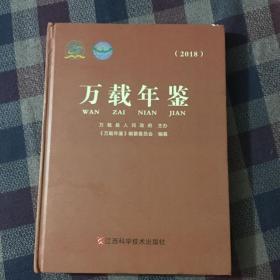 (2018)
万载年鉴
WAN ZAI NIAN JIAN
万载县人民政府 主办
《万载年鉴》编纂委员会 编辑
江西科学技术出版社